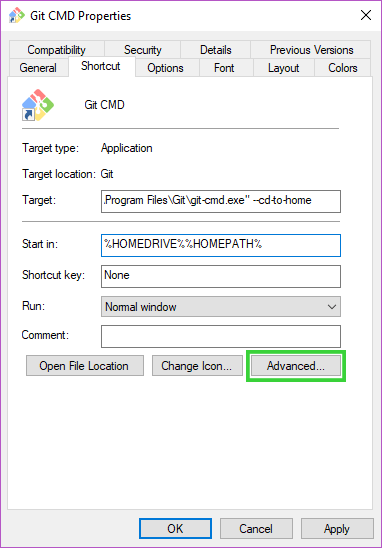 Git CMD Properties
Compatibility Security Details Previous Versions
General Shortcut Options Font Layout Colors
Git CMD
Target type: Application
Target location: Git
Target: .Program Files\Git\git-cmd.exe" --cd-to-home
Start in: %HOMEDRIVE%%HOMEPATH%
Shortcut key: None
Run: Normal window
Comment:
Open File Location Change Icon... Advanced...
OK Cancel Apply